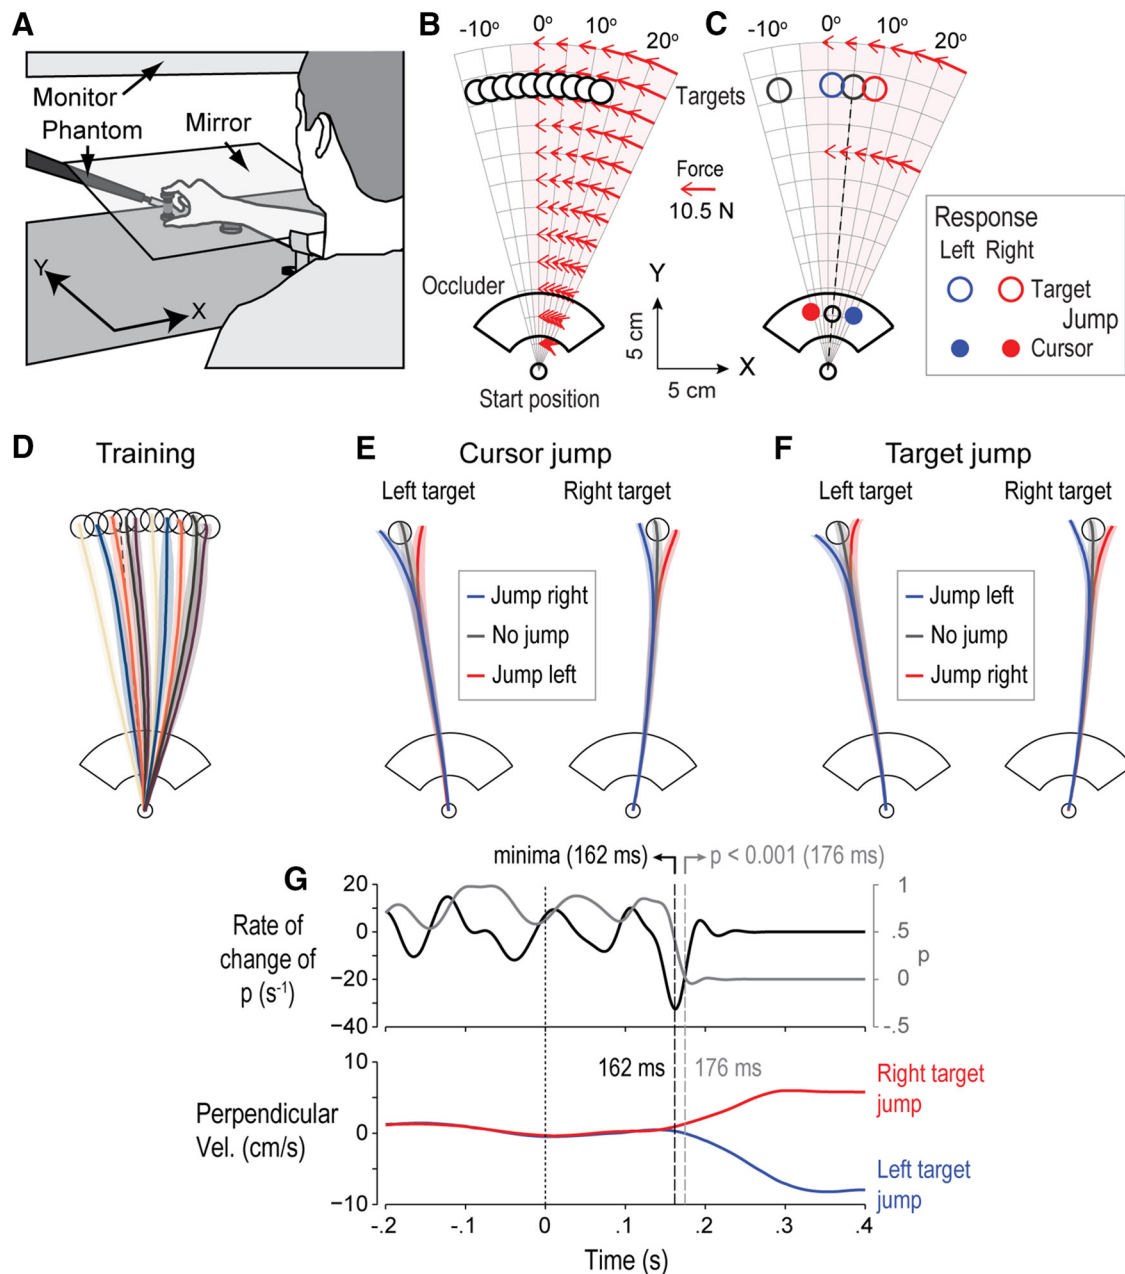 A
Monitor
Phantom
Mirror
Y
X
B
-10º 0º 10º 20º
Targets
Force
10.5 N
Occluder
Y
5 cm
X
5 cm
Start position
C
-10º 0º 10º 20º
Response
Left Right
Target
Jump
Cursor
D
Training
E
Cursor jump
Left target
Right target
Jump right
No jump
Jump left
F
Target jump
Left target
Right target
Jump left
No jump
Jump right
G
minima (162 ms)
p < 0.001 (176 ms)
Rate of
change of
p (s-1)
20
0
−20
−40
1
.5
0
-.5
p
162 ms
176 ms
Perpendicular
Vel. (cm/s)
10
0
−10
Right target
jump
Left target
jump
-.2 -.1 0 .1 .2 0.3 0.4
Time (s)